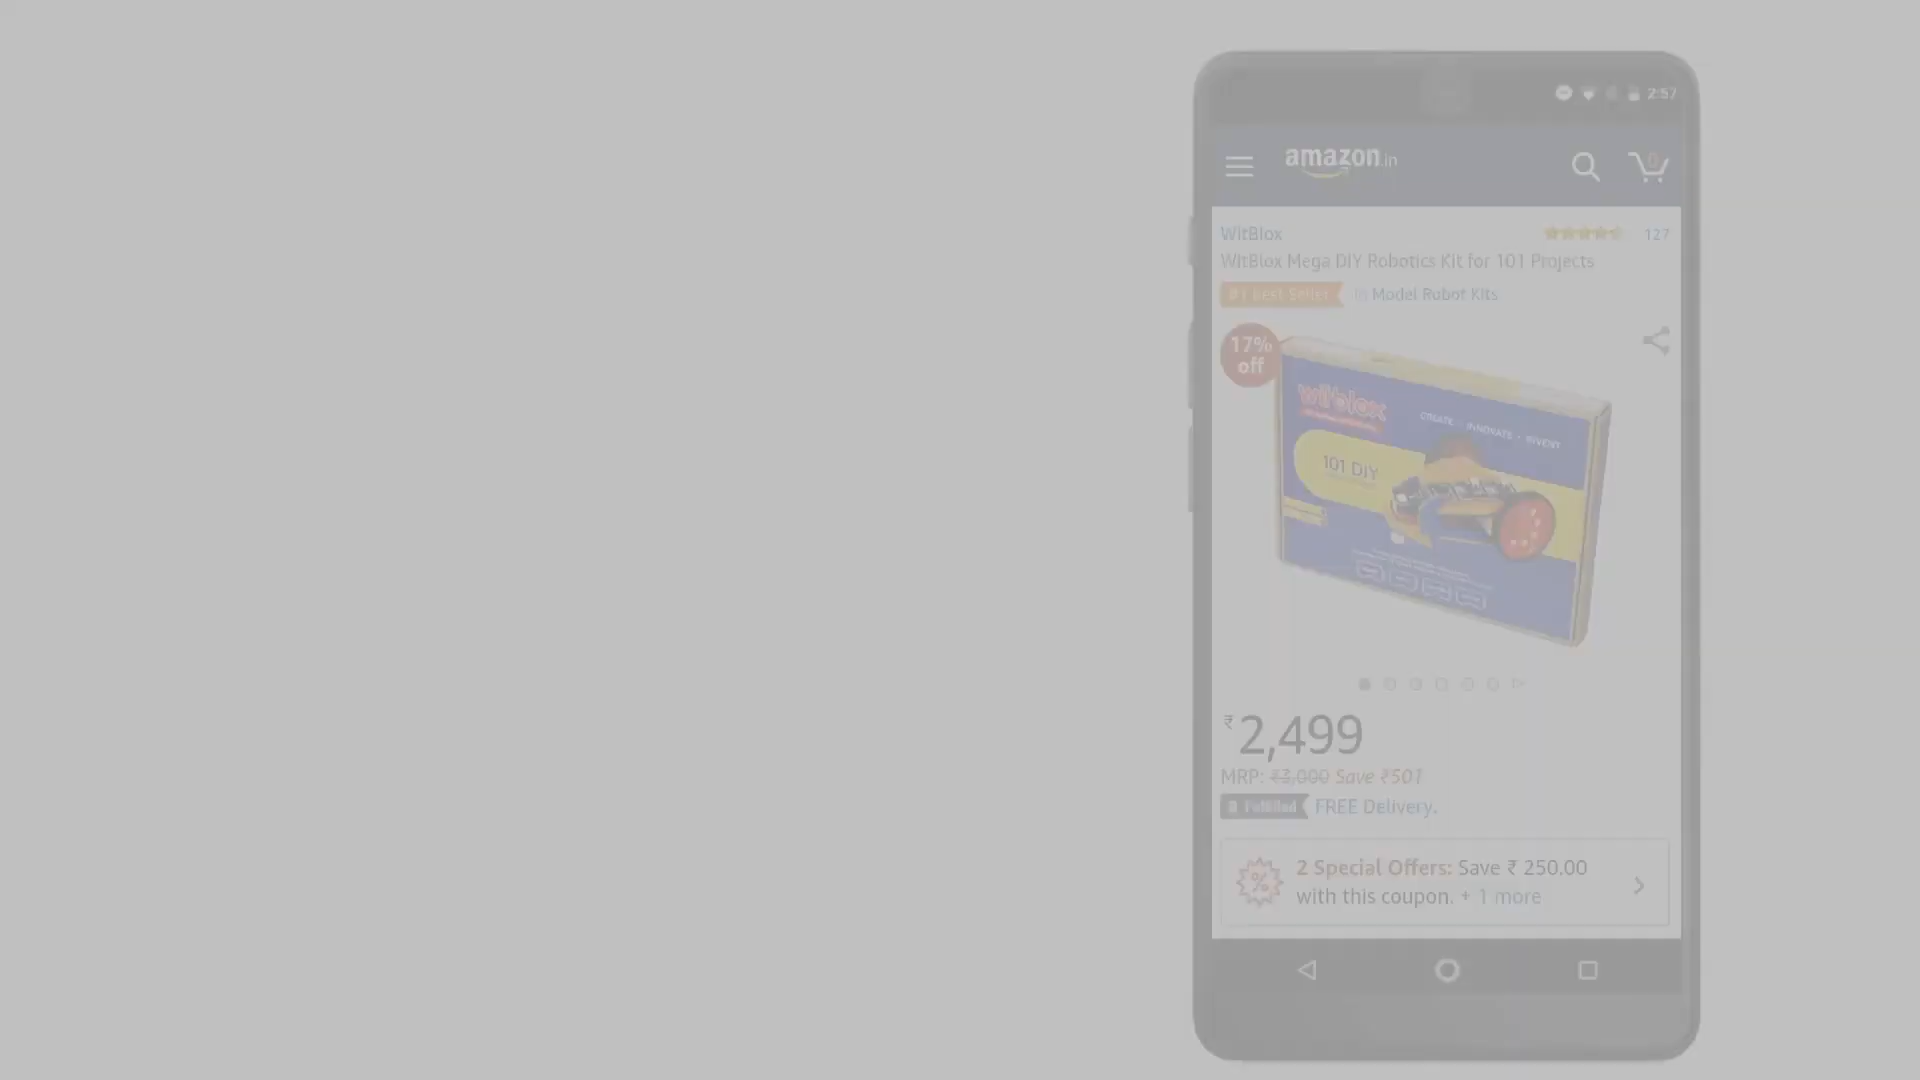 2:57
amazon.in
0
WitBlox
127
WitBlox Mega DIY Robotics Kit for 101 Projects
#1 Best Seller in Model Robot Kits
17%
off
witblox
CREATE - INNOVATE - INVENT
101 DIY
₹2,499
MRP: ₹3,000 Save ₹501
Fulfilled FREE Delivery.
2 Special Offers: Save ₹ 250.00
with this coupon. + 1 more